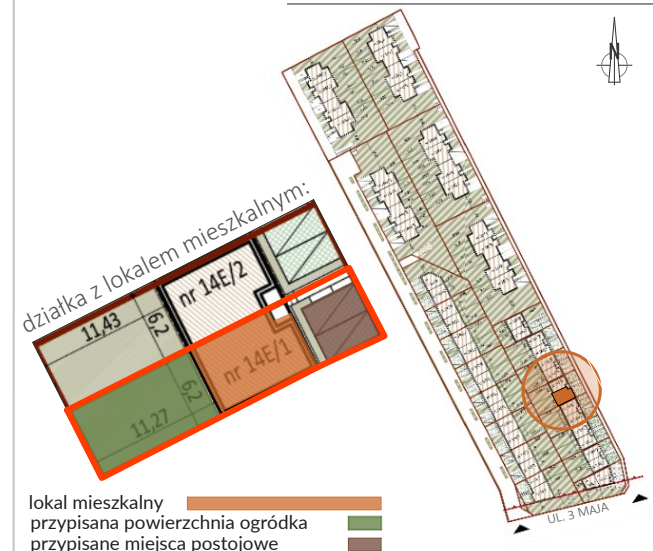 działka z lokalem mieszkalnym:
nr 14E/2
11,43
6,2
nr 14E/1
6,2
11,27
lokal mieszkalny
przypisana powierzchnia ogródka
przypisane miejsca postojowe
UL. 3 MAJA